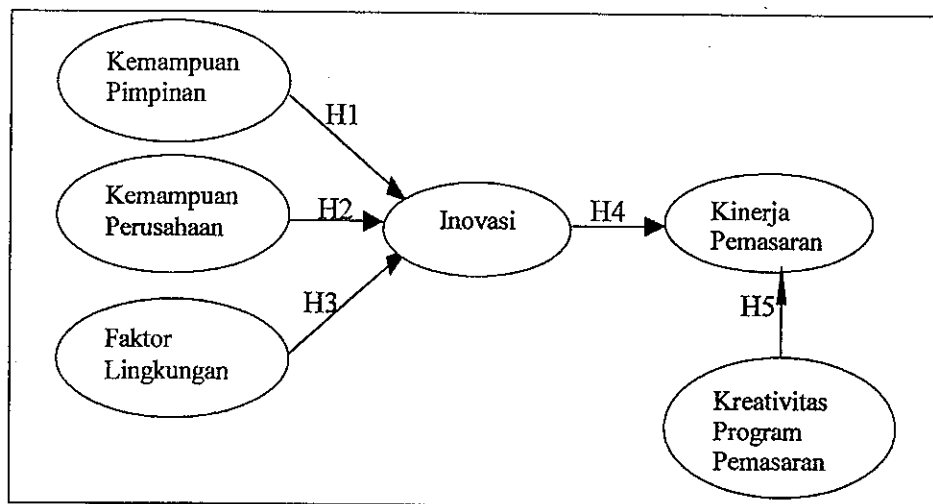 Kemampuan
Pimpinan
H1
Kemampuan
Perusahaan
H2
Inovasi
H4
Kinerja
Pemasaran
H3
H5
Faktor
Lingkungan
Kreativitas
Program
Pemasaran